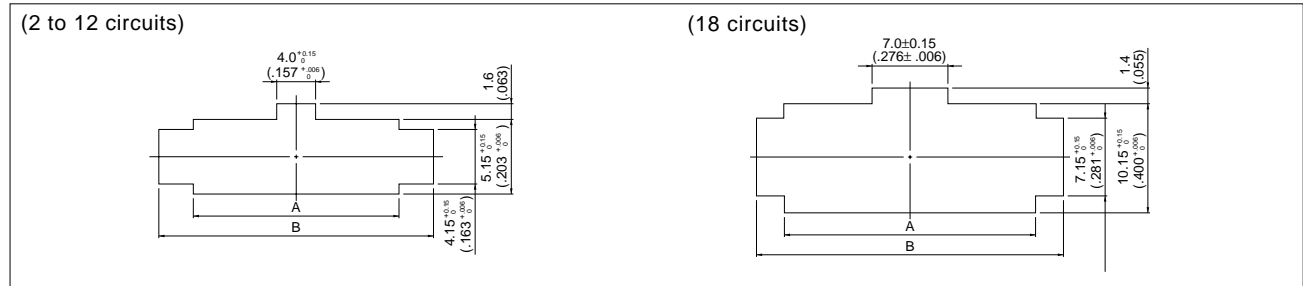 (2 to 12 circuits)
4.0 +0.15 0
(.157 +.006 0)
1.6
(.063)
5.15 +0.15 0
(.203 +.006 0)
4.15 +0.15 0
(.163 +.006 0)
A
B
(18 circuits)
7.0±0.15
(.276± .006)
1.4
(.055)
7.15 +0.15 0
(.281 +.006 0)
10.15 +0.15 0
(.400 +.006 0)
A
B